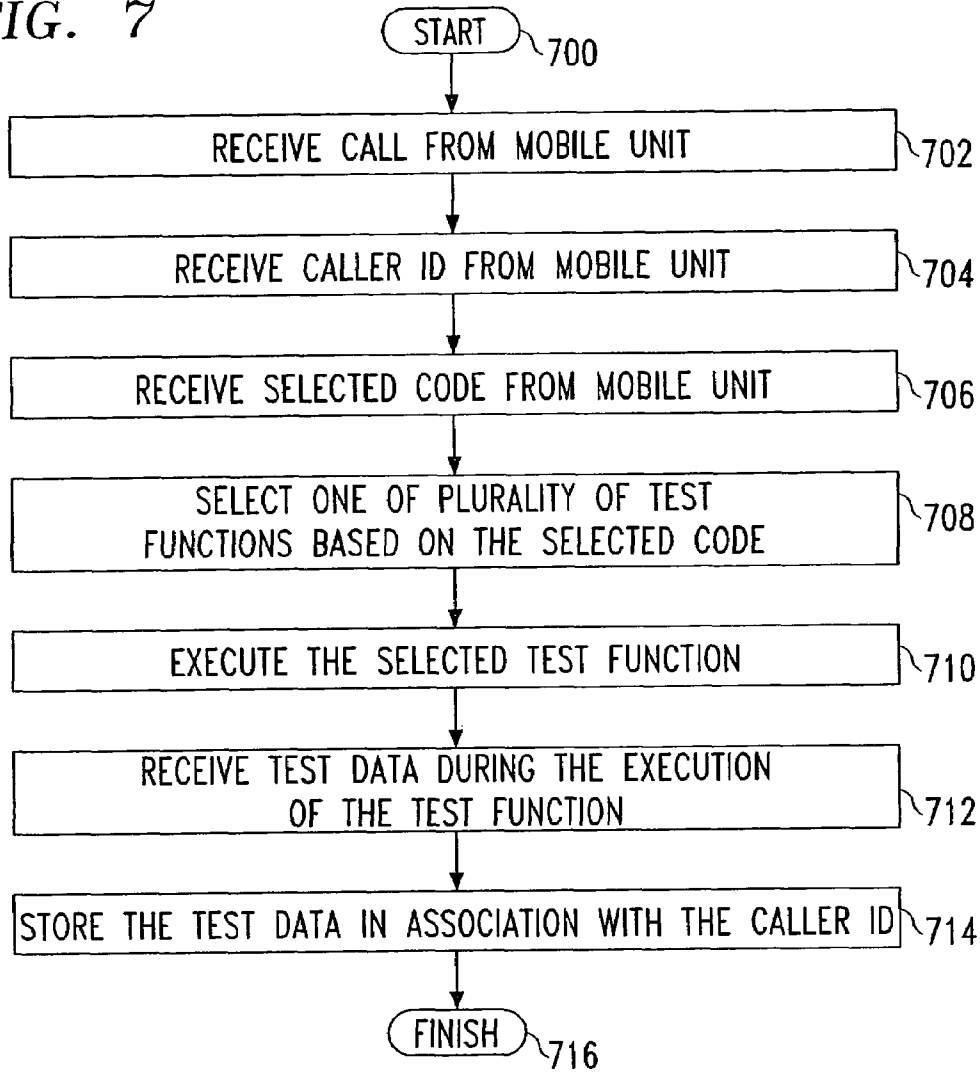 FIG. 7
START
700
RECEIVE CALL FROM MOBILE UNIT
702
RECEIVE CALLER ID FROM MOBILE UNIT
704
RECEIVE SELECTED CODE FROM MOBILE UNIT
706
SELECT ONE OF PLURALITY OF TEST
FUNCTIONS BASED ON THE SELECTED CODE
708
EXECUTE THE SELECTED TEST FUNCTION
710
RECEIVE TEST DATA DURING THE EXECUTION
OF THE TEST FUNCTION
712
STORE THE TEST DATA IN ASSOCIATION WITH THE CALLER ID
714
FINISH
716